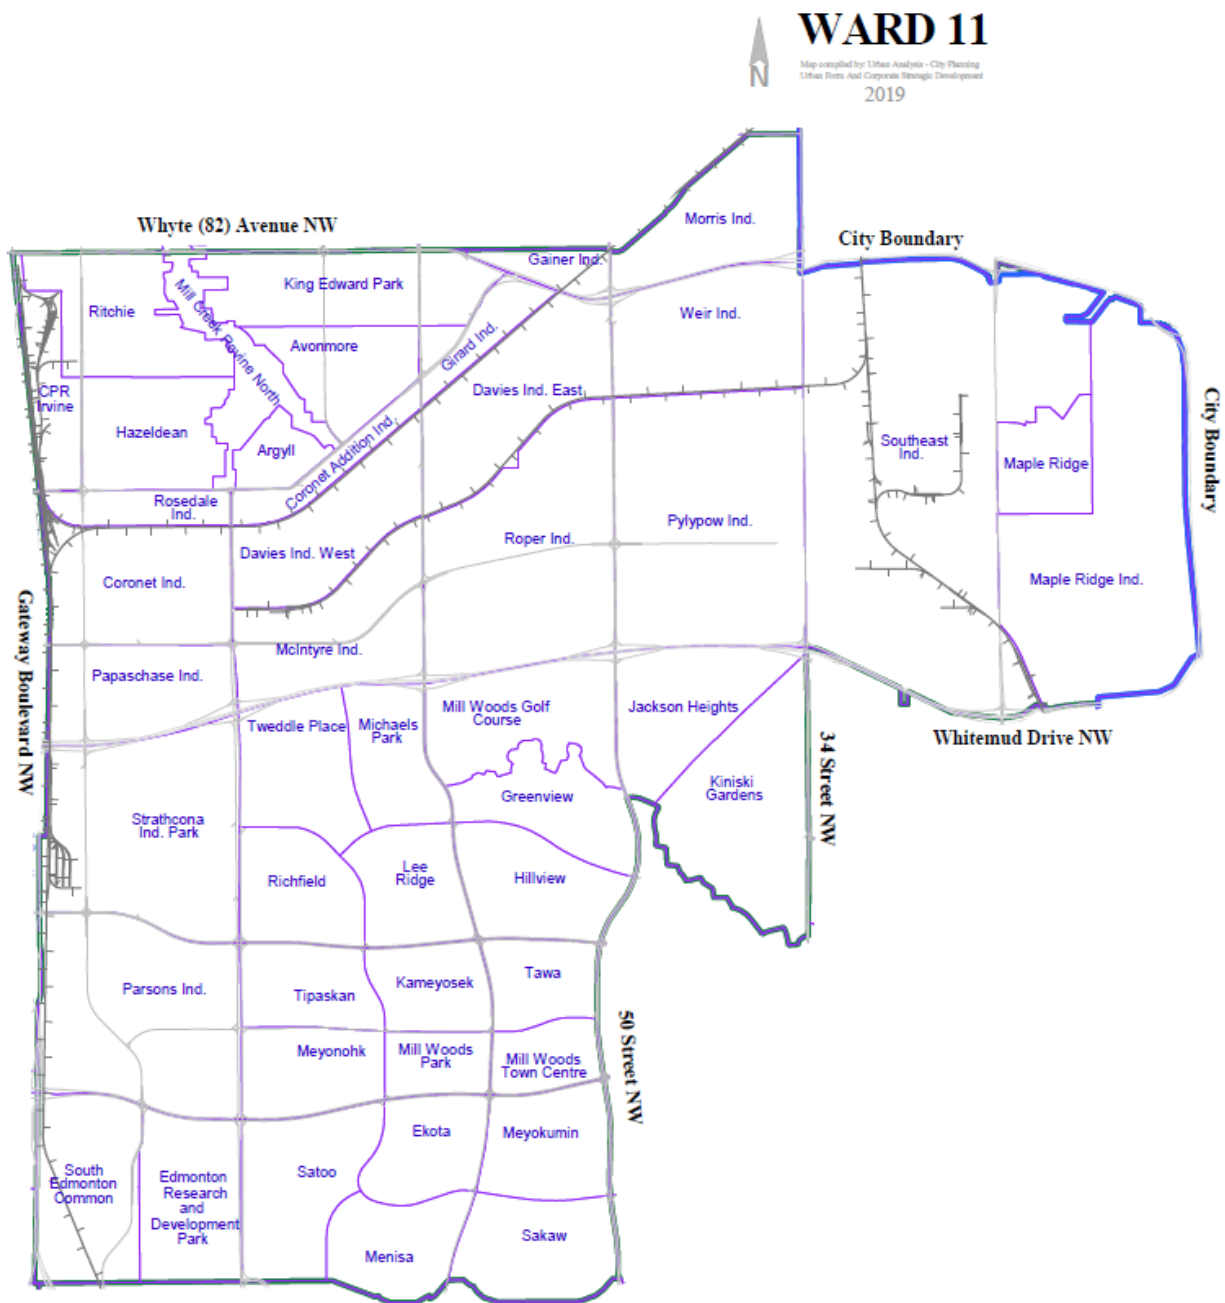 WARD 11
N
Map compiled by: Urban Analysis - City Planning
Urban Form And Corporate Strategic Development
2019
Whyte (82) Avenue NW
City Boundary
Morris Ind.
Gainer Ind.
King Edward Park
Ritchie
Mill Creek Ravine North
Weir Ind.
Avonmore
Girard Ind.
CPR
Irvine
Davies Ind. East
City Boundary
Hazeldean
Argyll
Coronet Addition Ind.
Southeast
Ind.
Maple Ridge
Rosedale
Ind.
Pylypow Ind.
Roper Ind.
Davies Ind. West
Coronet Ind.
Maple Ridge Ind.
Gateway Boulevard NW
McIntyre Ind.
Papaschase Ind.
Tweddle Place
Michaels
Park
Mill Woods Golf
Course
Jackson Heights
Whitemud Drive NW
34 Street NW
Kiniski
Gardens
Greenview
Strathcona
Ind. Park
Richfield
Lee
Ridge
Hillview
Parsons Ind.
Tipaskan
Kameyosek
Tawa
50 Street NW
Meyonohk
Mill Woods
Park
Mill Woods
Town Centre
Ekota
Meyokumin
South
Edmonton
Common
Edmonton
Research
and
Development
Park
Satoo
Menisa
Sakaw